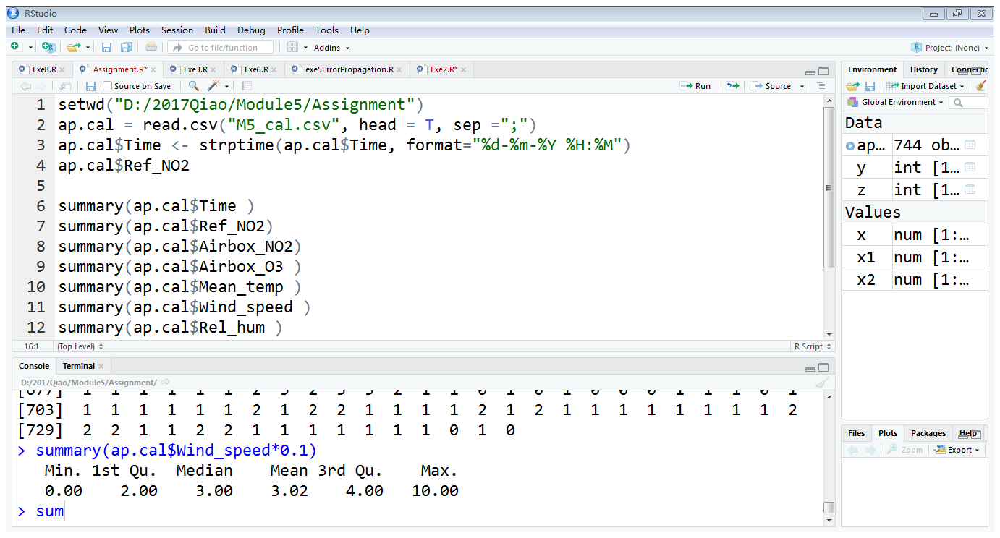 RStudio
File Edit Code View Plots Session Build Debug Profile Tools Help
Go to file/function Addins Project: (None)
Exe8.R Assignment.R* Exe3.R Exe6.R exe5ErrorPropagation.R Exe2.R*
Source on Save Run Source
1 setwd("D:/2017Qiao/Module5/Assignment")
2 ap.cal = read.csv("M5_cal.csv", head = T, sep =";")
3 ap.cal$Time <- strptime(ap.cal$Time, format="%d-%m-%Y %H:%M")
4 ap.cal$Ref_NO2
5
6 summary(ap.cal$Time )
7 summary(ap.cal$Ref_NO2)
8 summary(ap.cal$Airbox_NO2)
9 summary(ap.cal$Airbox_O3 )
10 summary(ap.cal$Mean_temp )
11 summary(ap.cal$Wind_speed )
12 summary(ap.cal$Rel_hum )
16:1 (Top Level) R Script
Console Terminal
D:/2017Qiao/Module5/Assignment/
[703] 1 1 1 1 1 1 2 1 2 2 1 1 1 1 2 1 2 1 1 1 1 1 1 1 1 2
[729] 2 2 1 1 2 2 1 1 1 1 1 1 1 0 1 0
> summary(ap.cal$Wind_speed*0.1)
Min. 1st Qu. Median Mean 3rd Qu. Max.
0.00 2.00 3.00 3.02 4.00 10.00
> sum
Environment History Connectio
Import Dataset
Global Environment
Data
ap… 744 ob…
y int [1…
z int [1…
Values
x num [1:…
x1 num [1:…
x2 num [1:…
Files Plots Packages Help
Zoom Export